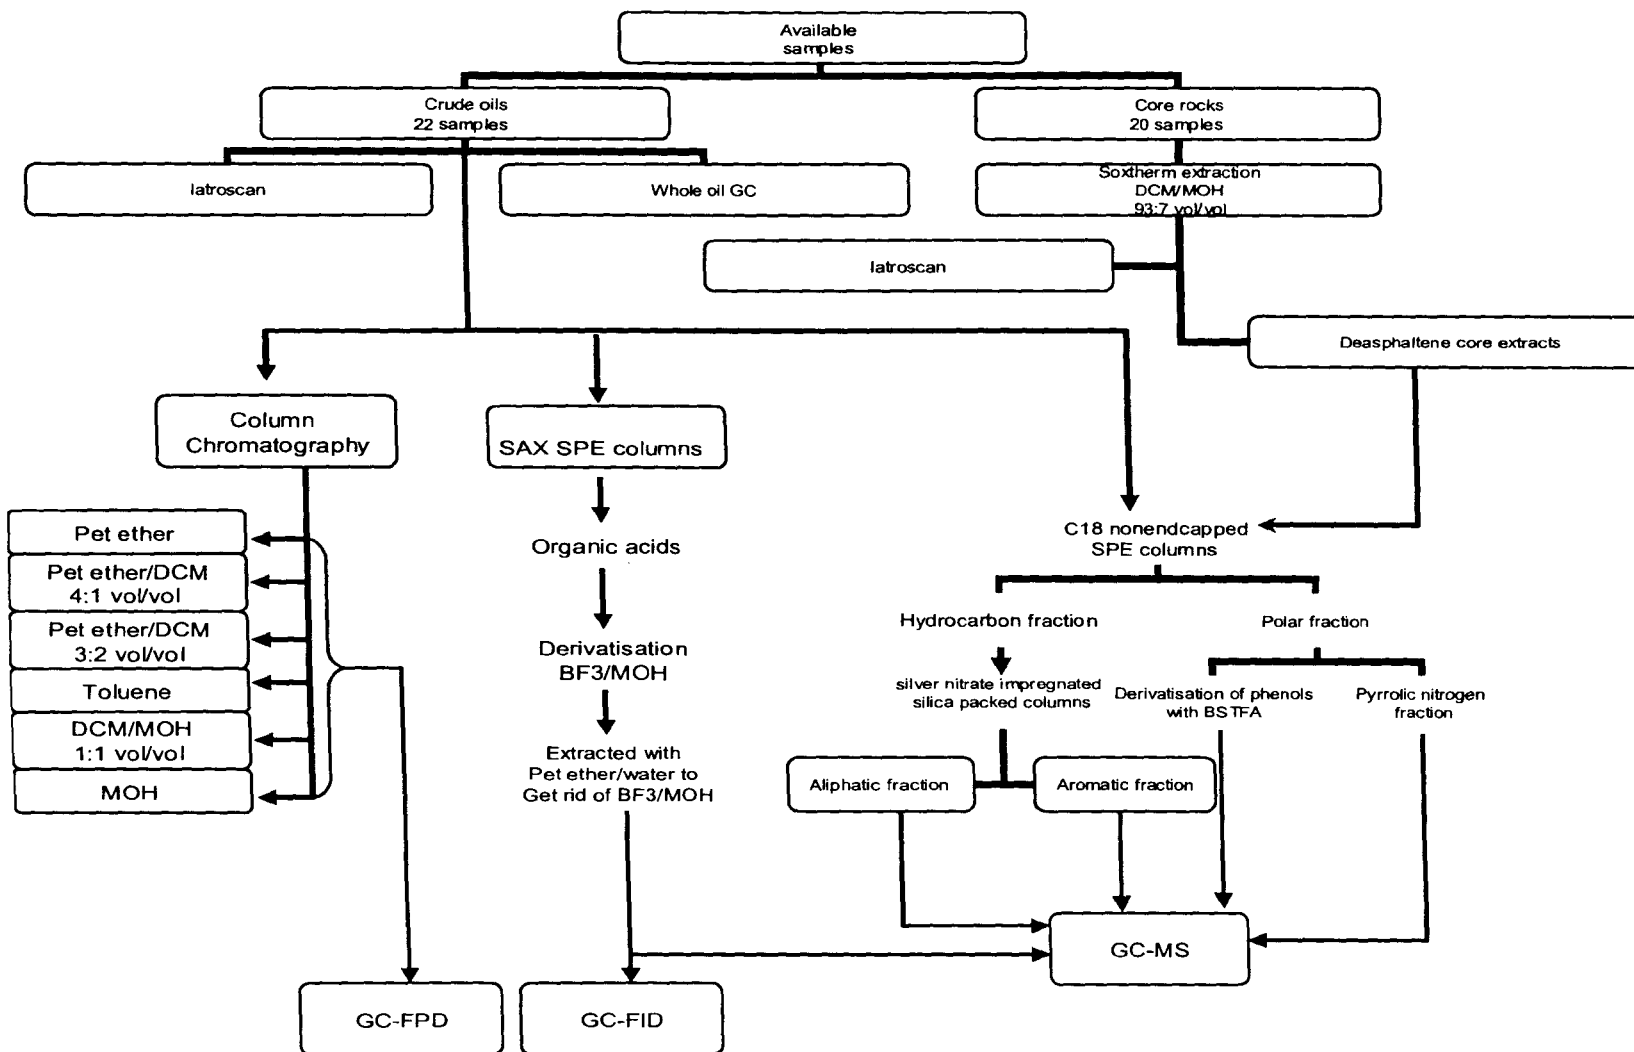 Available
samples
Crude oils
22 samples
Core rocks
20 samples
Iatroscan
Whole oil GC
Soxtherm extraction
DCM/MOH
93:7 vol/vol
Iatroscan
Deasphaltene core extracts
Column
Chromatography
SAX SPE columns
Pet ether
Pet ether/DCM
4:1 vol/vol
Pet ether/DCM
3:2 vol/vol
Toluene
DCM/MOH
1:1 vol/vol
MOH
Organic acids
Derivatisation
BF3/MOH
Extracted with
Pet ether/water to
Get rid of BF3/MOH
C18 nonendcapped
SPE columns
Hydrocarbon fraction
Polar fraction
silver nitrate impregnated
silica packed columns
Derivatisation of phenols
with BSTFA
Pyrrolic nitrogen
fraction
Aliphatic fraction
Aromatic fraction
GC-MS
GC-FPD
GC-FID